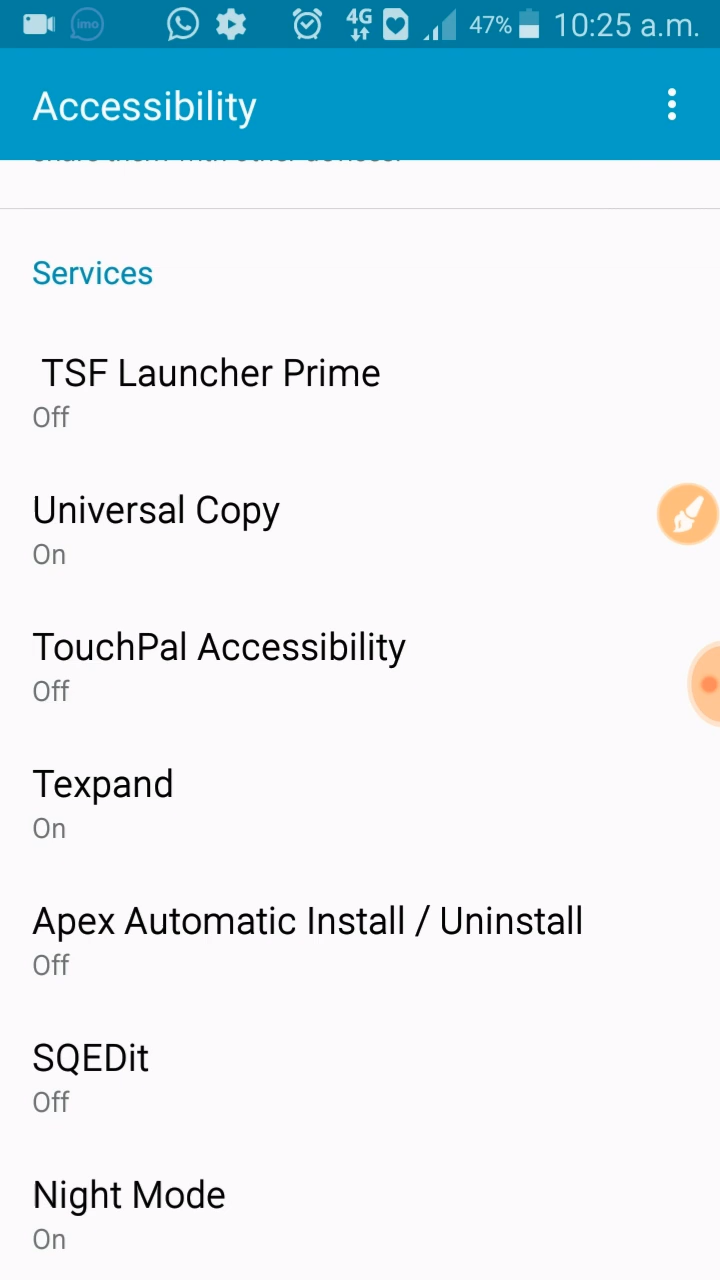 imo 4G 47% 10:25 a.m.
Accessibility
Services
TSF Launcher Prime
Off
Universal Copy
On
TouchPal Accessibility
Off
Texpand
On
Apex Automatic Install / Uninstall
Off
SQEDit
Off
Night Mode
On